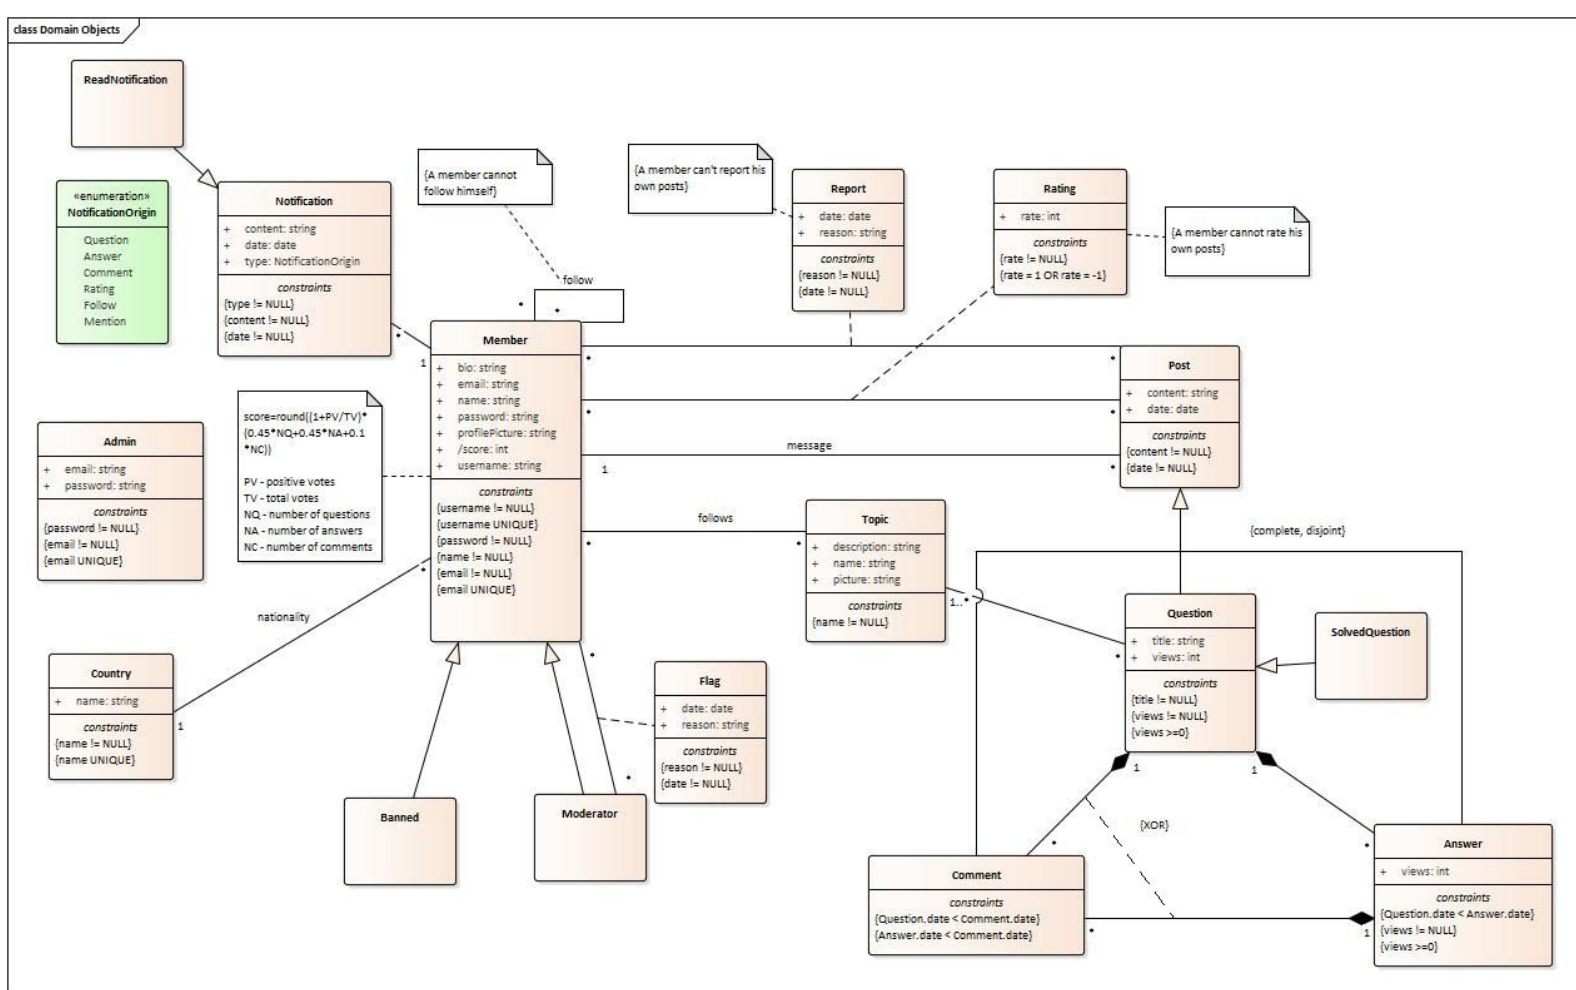 class Domain Objects
ReadNotification
«enumeration»
NotificationOrigin
Question
Answer
Comment
Rating
Follow
Mention
Notification
+ content: string
+ date: date
+ type: NotificationOrigin
constraints
{type != NULL}
{content != NULL}
{date != NULL}
{A member cannot
follow himself}
{A member can't report his
own posts}
Report
+ date: date
+ reason: string
constraints
{reason != NULL}
{date != NULL}
Rating
+ rate: int
constraints
{rate != NULL}
{rate = 1 OR rate = -1}
{A member cannot rate his
own posts}
follow
*
*
*
1
Member
+ bio: string
+ email: string
+ name: string
+ password: string
+ profilePicture: string
+ /score: int
+ username: string
constraints
{username != NULL}
{username UNIQUE}
{password != NULL}
{name != NULL}
{email != NULL}
{email UNIQUE}
*
*
*
*
message
1
*
Post
+ content: string
+ date: date
constraints
{content != NULL}
{date != NULL}
score=round((1+PV/TV)*
(0.45*NQ+0.45*NA+0.1
*NC))
PV - positive votes
TV - total votes
NQ - number of questions
NA - number of answers
NC - number of comments
Admin
+ email: string
+ password: string
constraints
{password != NULL}
{email != NULL}
{email UNIQUE}
follows
*
*
Topic
+ description: string
+ name: string
+ picture: string
constraints
{name != NULL}
{complete, disjoint}
1..*
*
Question
+ title: string
+ views: int
constraints
{title != NULL}
{views != NULL}
{views >=0}
SolvedQuestion
*
nationality
1
Country
+ name: string
constraints
{name != NULL}
{name UNIQUE}
*
*
Flag
+ date: date
+ reason: string
constraints
{reason != NULL}
{date != NULL}
Banned
Moderator
1
1
{XOR}
*
*
Comment
constraints
{Question.date < Comment.date}
{Answer.date < Comment.date}
*
1
Answer
+ views: int
constraints
{Question.date < Answer.date}
{views != NULL}
{views >=0}